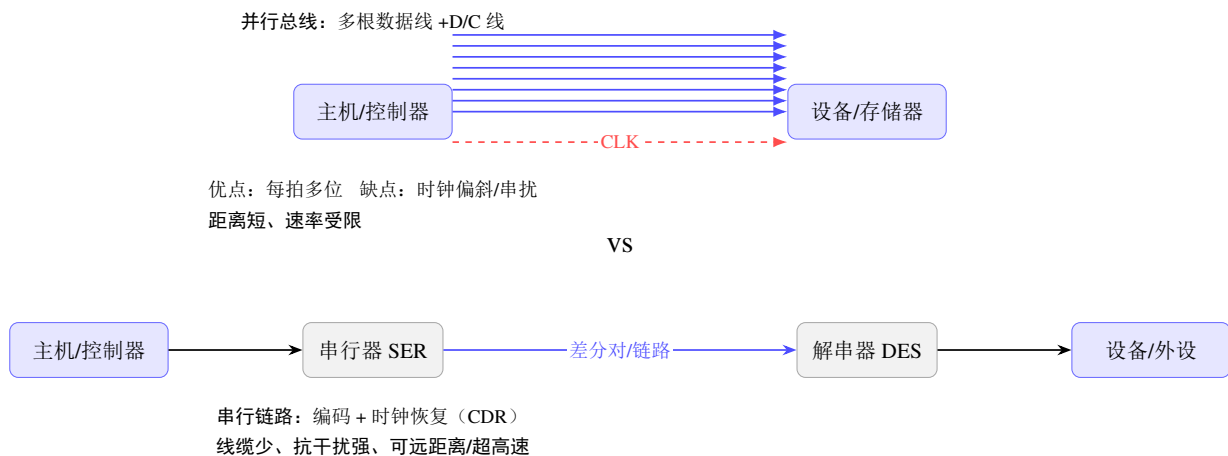 并行总线：多根数据线 +D/C 线
主机/控制器
设备/存储器
CLK
优点：每拍多位 缺点：时钟偏斜/串扰
距离短、速率受限
vs
主机/控制器
串行器 SER
差分对/链路
解串器 DES
设备/外设
串行链路：编码 + 时钟恢复（CDR）
线缆少、抗干扰强、可远距离/超高速